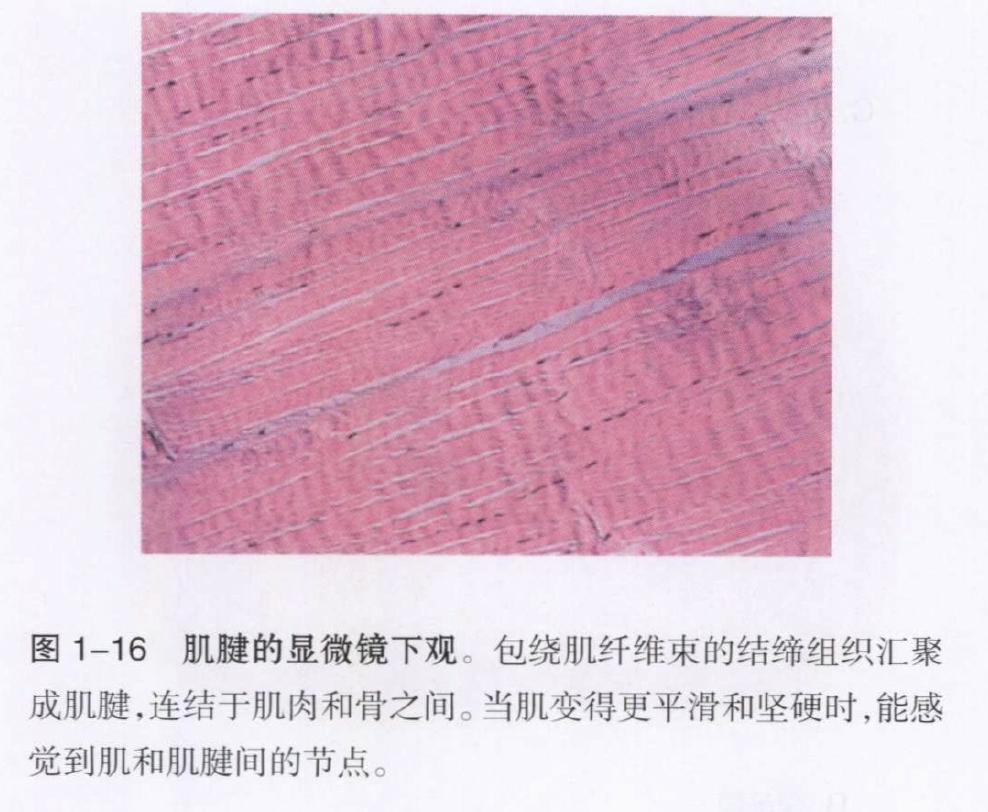 图 1-16 肌腱的显微镜下观。包绕肌纤维束的结缔组织汇聚
成肌腱,连结于肌肉和骨之间。当肌变得更平滑和坚硬时,能感
觉到肌和肌腱间的节点。